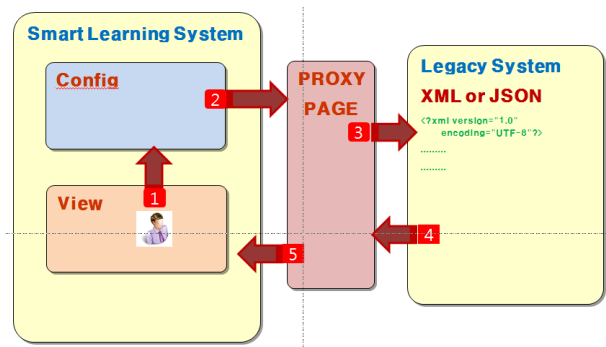 Smart Learning System
Config
2
PROXY
PAGE
3
Legacy System
XML or JSON
<?xml version="1.0"
encoding="UTF-8"?>
.........
.........
1
View
4
5